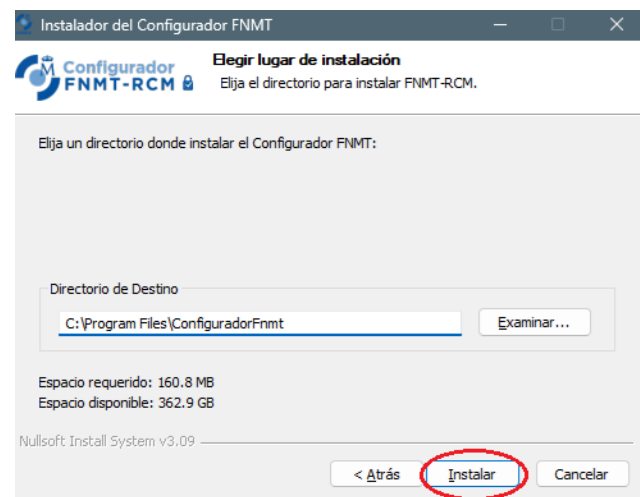 Instalador del Configurador FNMT
Configurador
FNMT-RCM
Elegir lugar de instalación
Elija el directorio para instalar FNMT-RCM.
Elija un directorio donde instalar el Configurador FNMT:
Directorio de Destino
C:\Program Files\ConfiguradorFnmt
Examinar...
Espacio requerido: 160.8 MB
Espacio disponible: 362.9 GB
Nullsoft Install System v3.09
< Atrás
Instalar
Cancelar